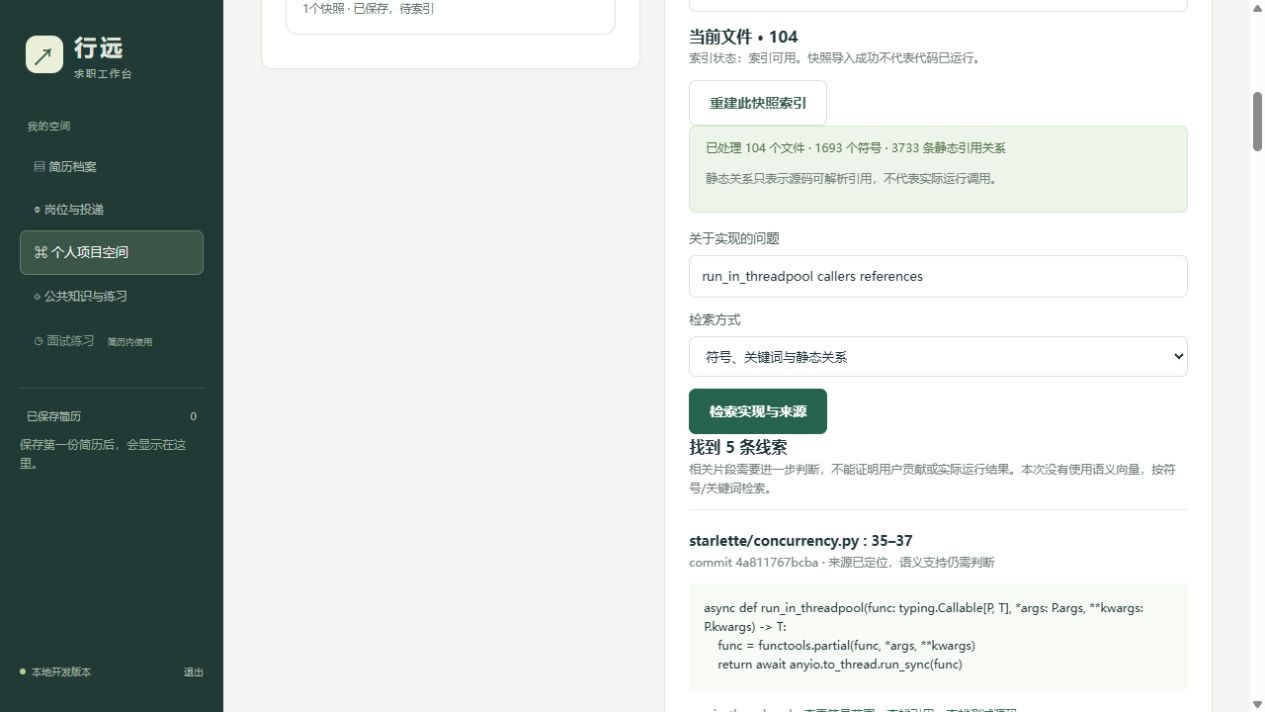 行远
求职工作台
我的空间
简历档案
岗位与投递
⌘ 个人项目空间
公共知识与练习
面试练习 简历内使用
已保存简历 0
保存第一份简历后，会显示在这
里。
本地开发版本 退出
1个快照 · 已保存，待索引
当前文件 • 104
索引状态：索引可用。快照导入成功不代表代码已运行。
重建此快照索引
已处理 104 个文件 · 1693 个符号 · 3733 条静态引用关系
静态关系只表示源码可解析引用，不代表实际运行调用。
关于实现的问题
run_in_threadpool callers references
检索方式
符号、关键词与静态关系
检索实现与来源
找到 5 条线索
相关片段需要进一步判断，不能证明用户贡献或实际运行结果。本次没有使用语义向量，按符
号/关键词检索。
starlette/concurrency.py : 35–37
commit 4a811767bcba · 来源已定位，语义支持仍需判断
async def run_in_threadpool(func: typing.Callable[P, T], *args: P.args, **kwargs:
P.kwargs) -> T:
func = functools.partial(func, *args, **kwargs)
return await anyio.to_thread.run_sync(func)